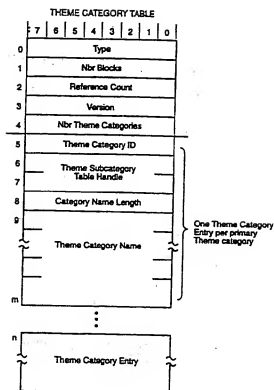 THEME CATEGORY TABLE
7 6 5 4 3 2 1 0
0 Type
1 Nbr Blocks
2 Reference Count
3 Version
4 Nbr Theme Categories
5 Theme Category ID
6 Theme Subcategory
7 Table Handle
8 Category Name Length
9
Theme Category Name
One Theme Category
Entry per primary
Theme category
m
n
Theme Category Entry